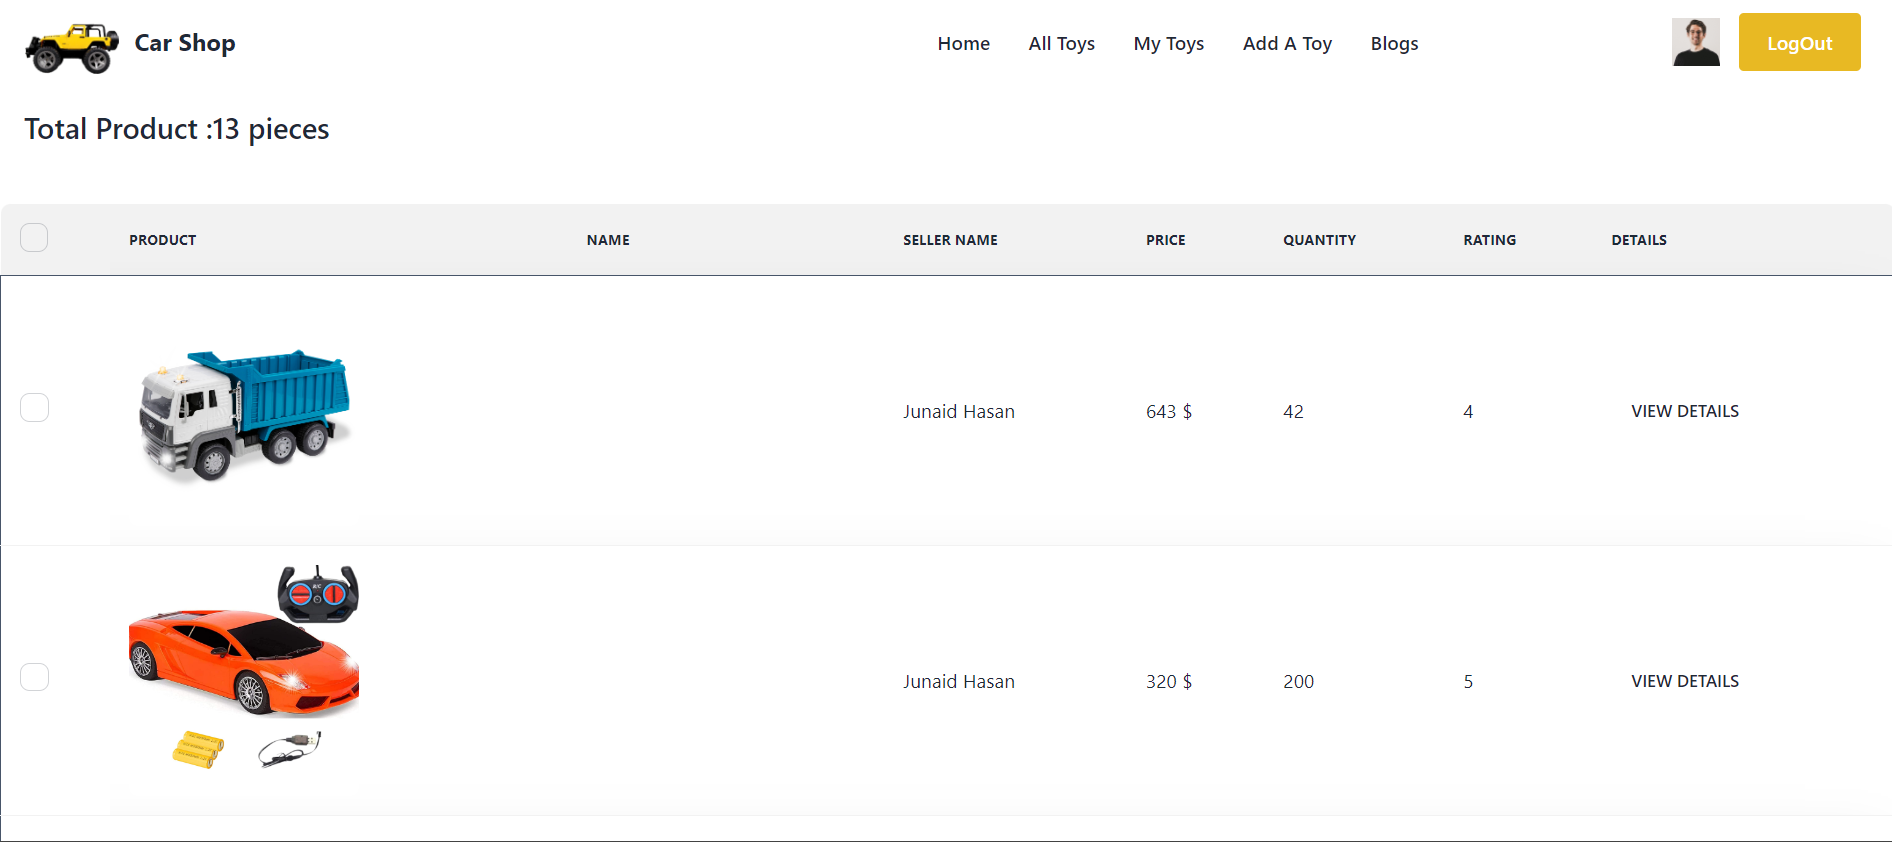 Car Shop
Home All Toys My Toys Add A Toy Blogs
LogOut
Total Product :13 pieces
PRODUCT NAME SELLER NAME PRICE QUANTITY RATING DETAILS
Junaid Hasan 643 $ 42 4 VIEW DETAILS
Junaid Hasan 320 $ 200 5 VIEW DETAILS